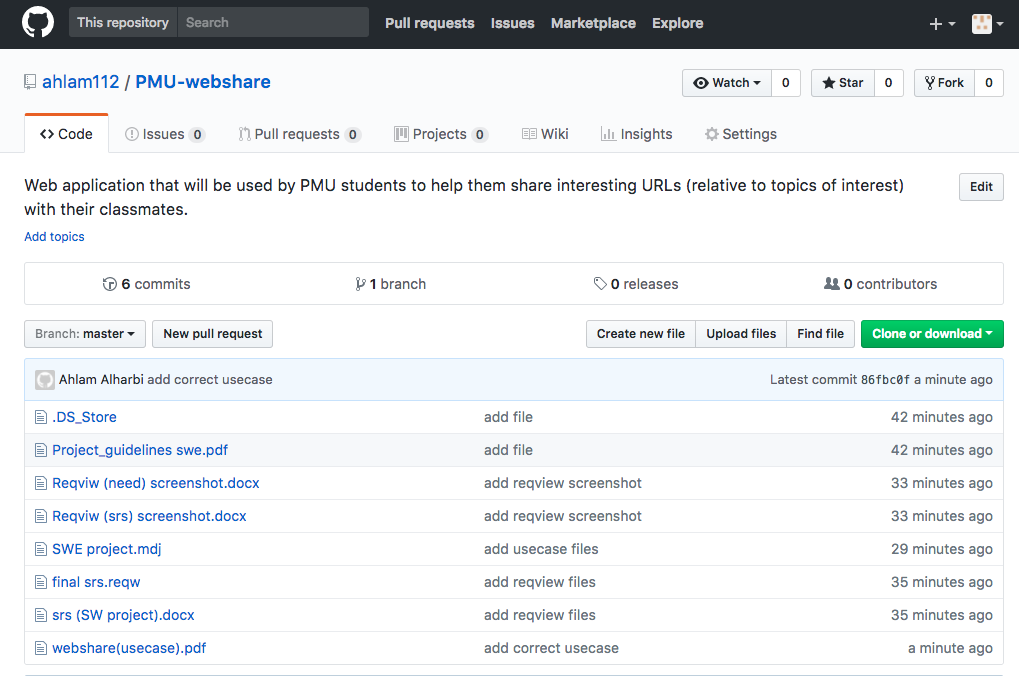 This repository Search Pull requests Issues Marketplace Explore
ahlam112 / PMU-webshare Watch 0 Star 0 Fork 0
Code Issues 0 Pull requests 0 Projects 0 Wiki Insights Settings
Web application that will be used by PMU students to help them share interesting URLs (relative to topics of interest) Edit
with their classmates.
Add topics
6 commits 1 branch 0 releases 0 contributors
Branch: master New pull request Create new file Upload files Find file Clone or download
Ahlam Alharbi add correct usecase Latest commit 86fbc0f a minute ago
.DS_Store add file 42 minutes ago
Project_guidelines swe.pdf add file 42 minutes ago
Reqviw (need) screenshot.docx add reqview screenshot 33 minutes ago
Reqviw (srs) screenshot.docx add reqview screenshot 33 minutes ago
SWE project.mdj add usecase files 29 minutes ago
final srs.reqw add reqview files 35 minutes ago
srs (SW project).docx add reqview files 35 minutes ago
webshare(usecase).pdf add correct usecase a minute ago